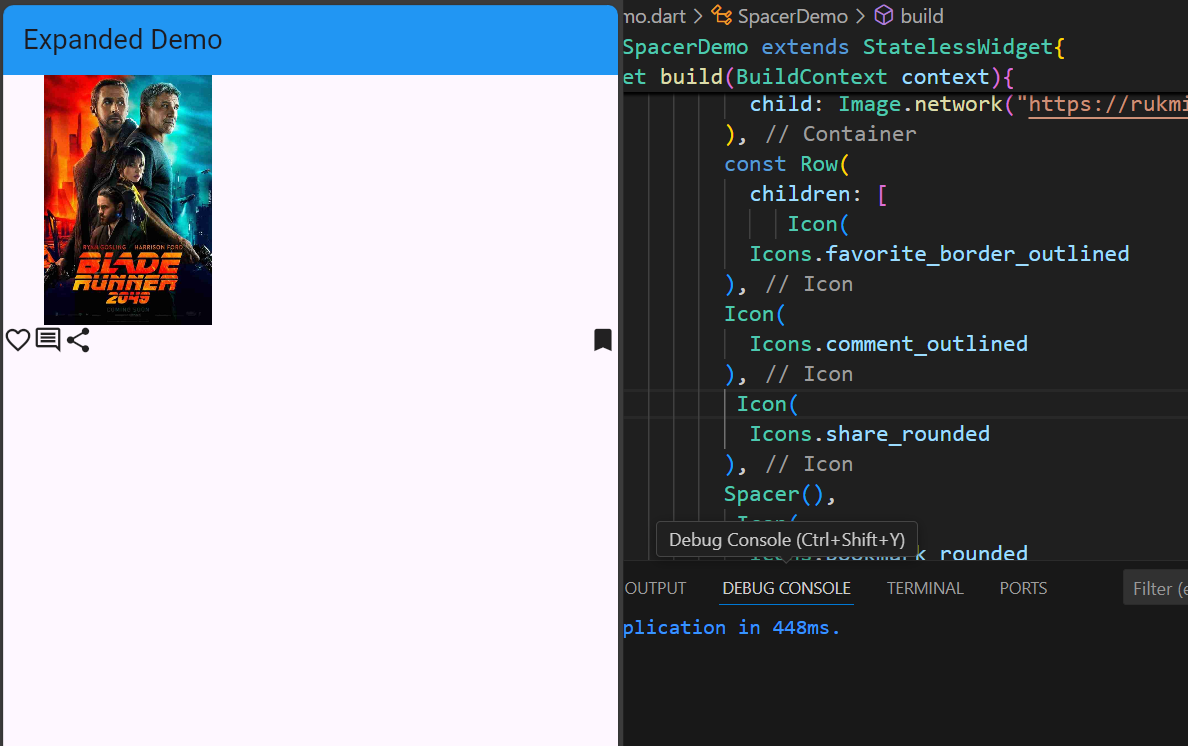 Expanded Demo
RYAN GOSLING HARRISON FORD
BLADE
RUNNER
2049
COMING SOON
mo.dart > SpacerDemo > build
SpacerDemo extends StatelessWidget{
et build(BuildContext context){
child: Image.network("https://rukmi
), // Container
const Row(
children: [
Icon(
Icons.favorite_border_outlined
), // Icon
Icon(
Icons.comment_outlined
), // Icon
Icon(
Icons.share_rounded
), // Icon
Spacer(),
Icon(
Icons.bookmark_rounded
Debug Console (Ctrl+Shift+Y)
OUTPUT DEBUG CONSOLE TERMINAL PORTS Filter (e
plication in 448ms.